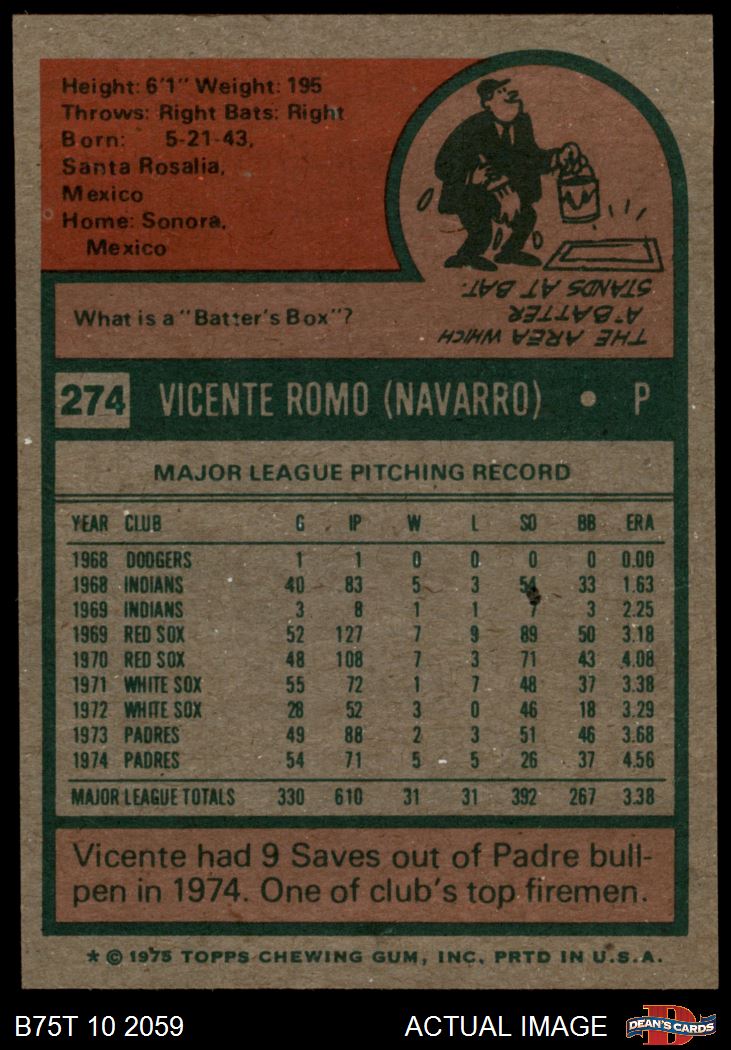 Height: 6'1" Weight: 195
Throws: Right Bats: Right
Born: 5-21-43,
Santa Rosalia,
Mexico
Home: Sonora,
Mexico
What is a "Batter's Box"?
THE AREA WHICH
A BATTER
STANDS AT BAT.
274 VICENTE ROMO (NAVARRO) • P
MAJOR LEAGUE PITCHING RECORD
YEAR CLUB G IP W L SO BB ERA
1968 DODGERS 1 1 0 0 0 0 0.00
1968 INDIANS 40 83 5 3 54 33 1.63
1969 INDIANS 3 8 1 1 7 3 2.25
1969 RED SOX 52 127 7 9 89 50 3.18
1970 RED SOX 48 108 7 3 71 43 4.08
1971 WHITE SOX 55 72 1 7 48 37 3.38
1972 WHITE SOX 28 52 3 0 46 18 3.29
1973 PADRES 49 88 2 3 51 46 3.68
1974 PADRES 54 71 5 5 26 37 4.56
MAJOR LEAGUE TOTALS 330 610 31 31 392 267 3.38
Vicente had 9 Saves out of Padre bull-
pen in 1974. One of club's top firemen.
* © 1975 TOPPS CHEWING GUM, INC. PRTD IN U.S.A.
B75T 10 2059 ACTUAL IMAGE D DEAN'S CARDS